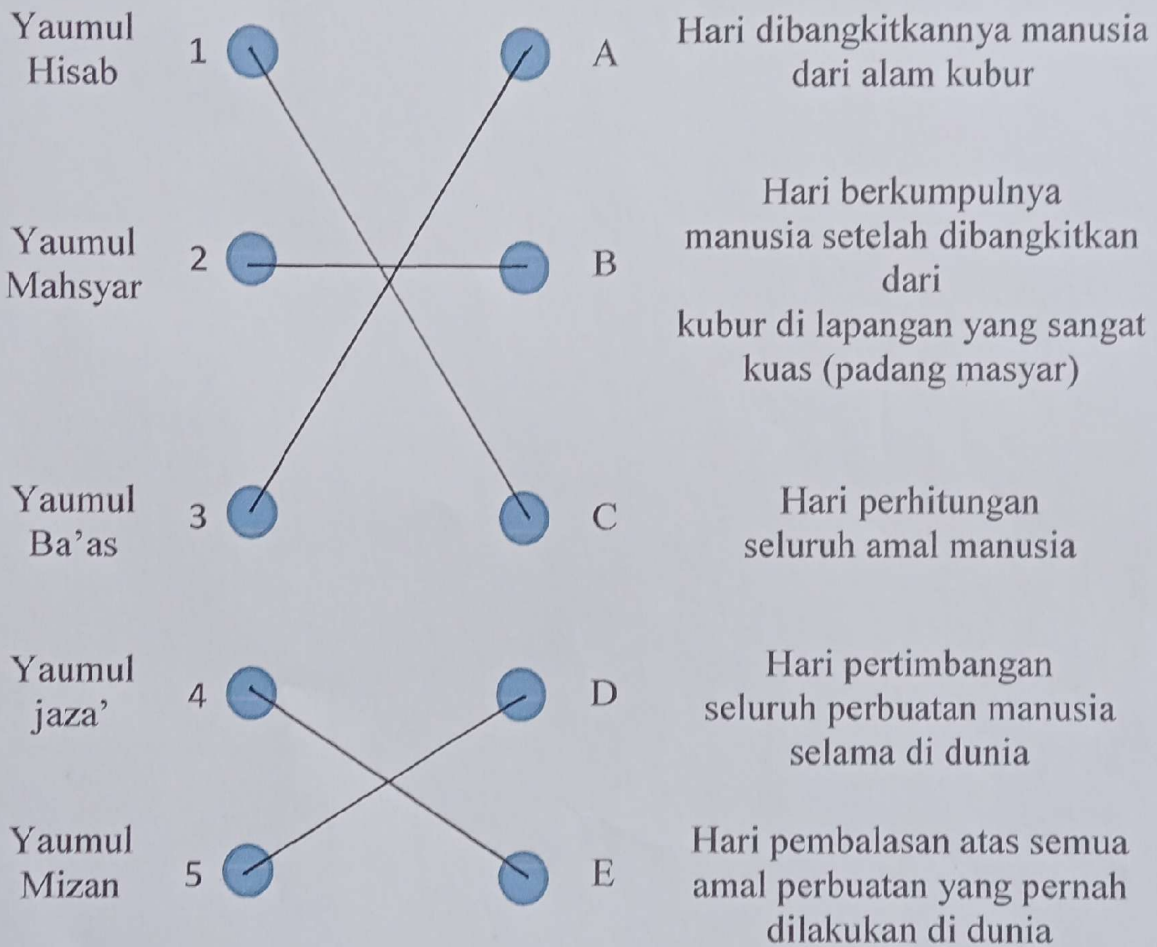 Yaumul
Hisab
1
A
Hari dibangkitkannya manusia
dari alam kubur
Yaumul
Mahsyar
2
B
Hari berkumpulnya
manusia setelah dibangkitkan
dari
kubur di lapangan yang sangat
kuas (padang masyar)
Yaumul
Ba’as
3
C
Hari perhitungan
seluruh amal manusia
Yaumul
jaza’
4
D
Hari pertimbangan
seluruh perbuatan manusia
selama di dunia
Yaumul
Mizan
5
E
Hari pembalasan atas semua
amal perbuatan yang pernah
dilakukan di dunia